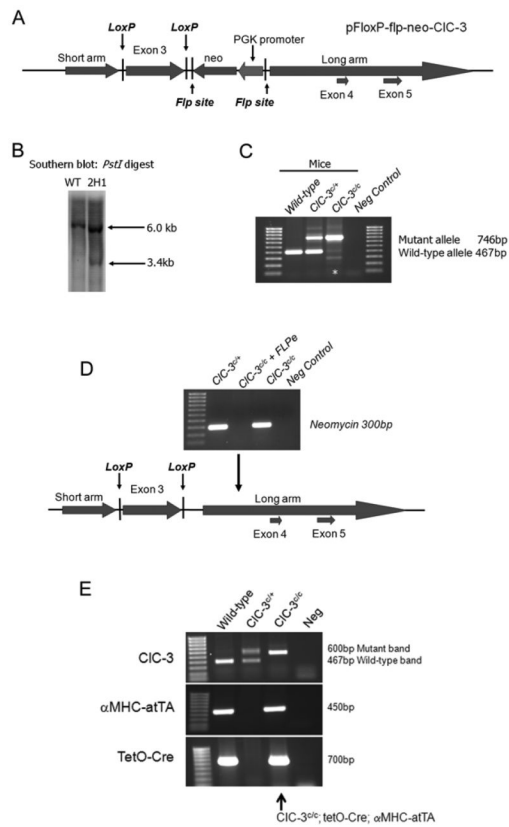 A
pFloxP-flp-neo-ClC-3
LoxP
LoxP
PGK promoter
Short arm
Exon 3
neo
Long arm
Flp site
Flp site
Exon 4
Exon 5
B
Southern blot: PstI digest
WT 2H1
6.0 kb
3.4kb
C
Mice
Wild-type
ClC-3c/+
ClC-3c/c
Neg Control
Mutant allele 746bp
Wild-type allele 467bp
D
ClC-3c/+
ClC-3c/c + FLPe
ClC-3c/c
Neg Control
Neomycin 300bp
LoxP
LoxP
Short arm
Exon 3
Long arm
Exon 4
Exon 5
E
Wild-type
ClC-3c/+
ClC-3c/c
Neg
ClC-3
600bp Mutant band
467bp Wild-type band
αMHC-atTA
450bp
TetO-Cre
700bp
ClC-3c/c; tetO-Cre; αMHC-atTA